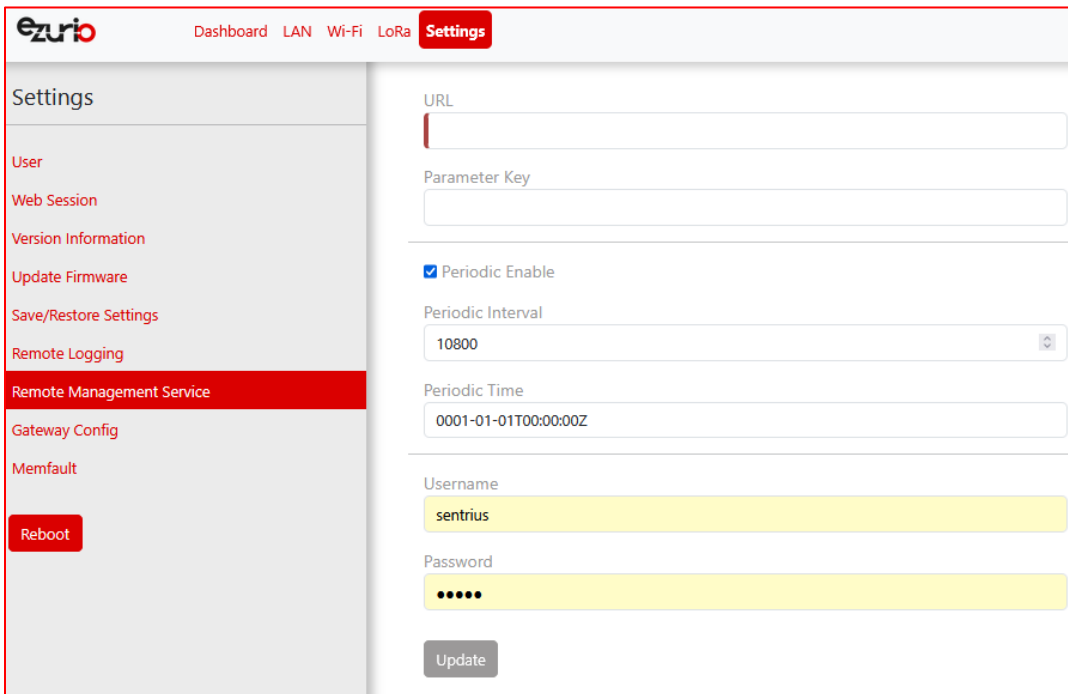 ezurio
Dashboard LAN Wi-Fi LoRa Settings
Settings
User
Web Session
Version Information
Update Firmware
Save/Restore Settings
Remote Logging
Remote Management Service
Gateway Config
Memfault
Reboot
URL
Parameter Key
Periodic Enable
Periodic Interval
10800
Periodic Time
0001-01-01T00:00:00Z
Username
sentrius
Password
•••••
Update